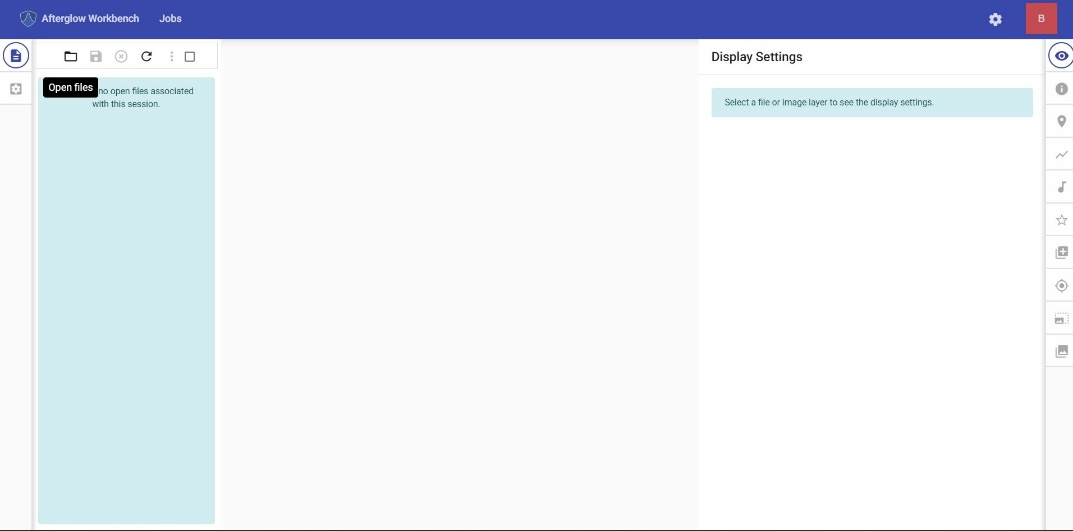 Afterglow Workbench
Jobs
B
Open files
no open files associated
with this session.
Display Settings
Select a file or image layer to see the display settings.